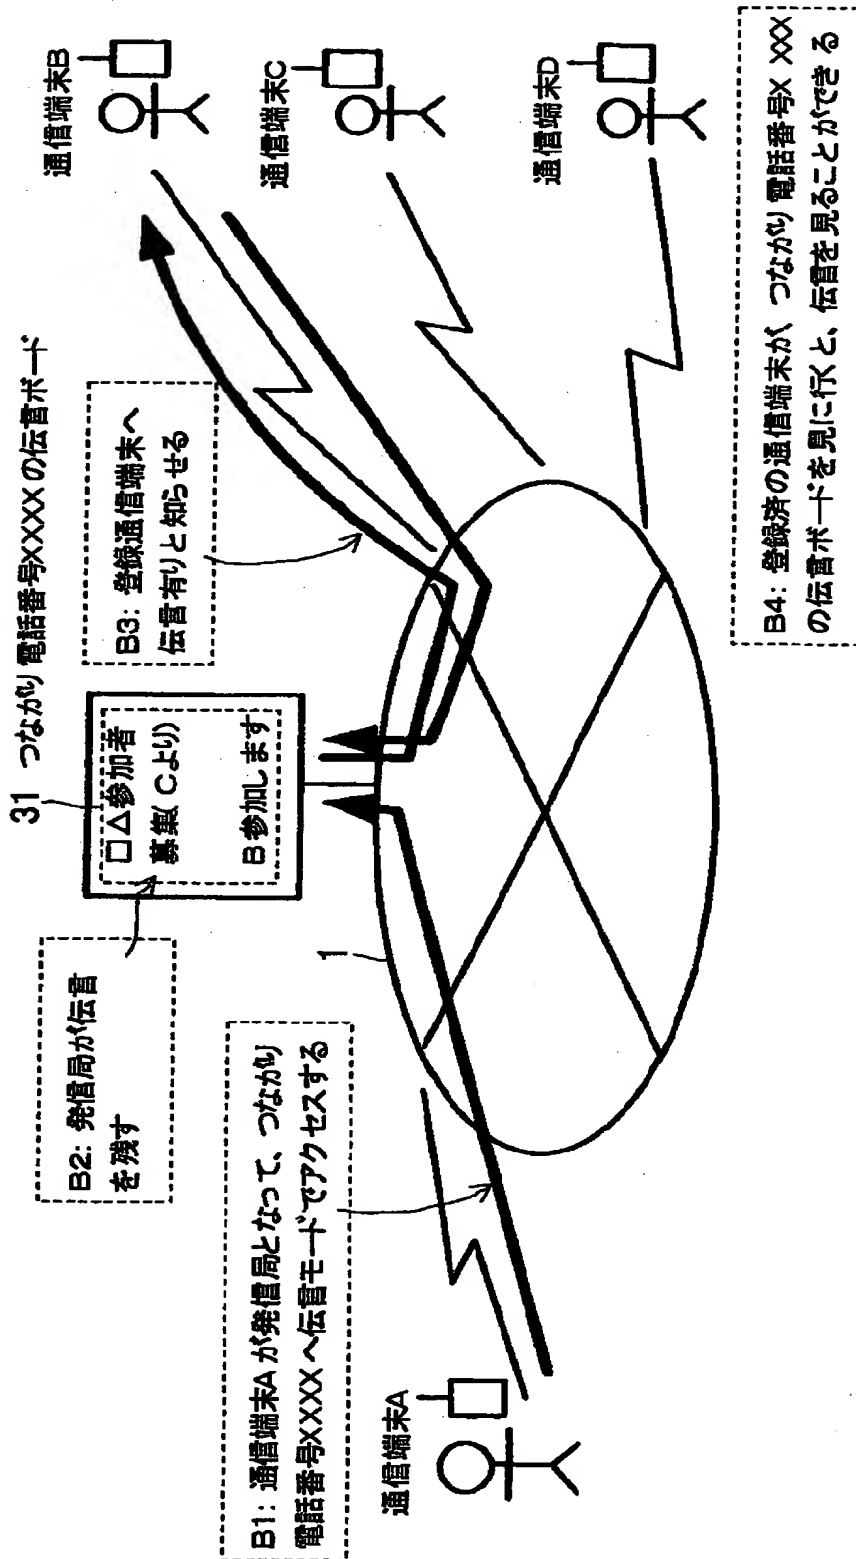 31 つながり電話番号XXXXの伝言ボード
□△参加者
募集(Cより)
B参加します
B2: 発信局が伝言
を残す
B3: 登録通信端末へ
伝言有りと知らせる
通信端末B
通信端末C
通信端末D
1
B1: 通信端末Aが発信局となって、つながり
電話番号XXXXへ伝言モードでアクセスする
通信端末A
B4: 登録済の通信端末が、つながり電話番号X XXX
の伝言ボードを見に行くと、伝言を見ることができる